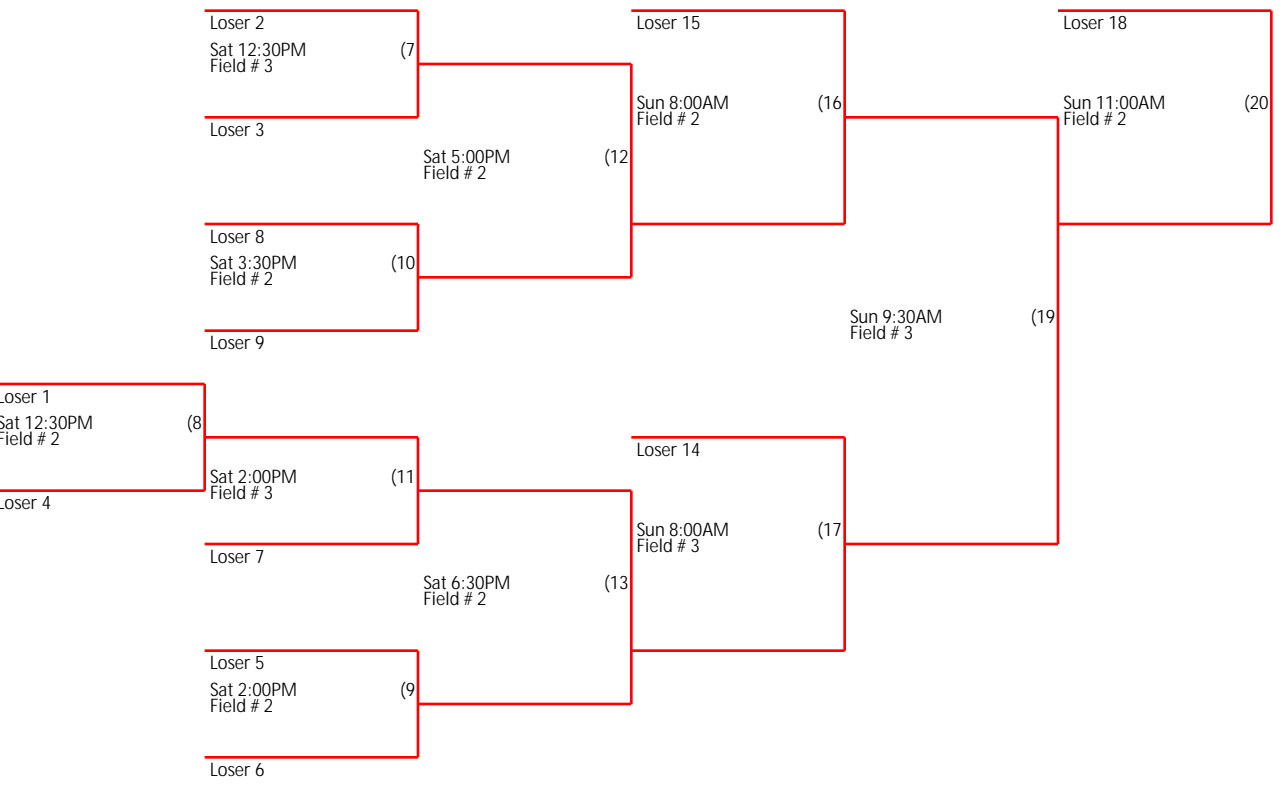 Loser 2
Sat 12:30PM
Field # 3
(7
Loser 3
Sat 5:00PM
Field # 2
(12
Loser 8
Sat 3:30PM
Field # 2
(10
Loser 9
Loser 1
Sat 12:30PM
Field # 2
(8
Loser 4
Sat 2:00PM
Field # 3
(11
Loser 7
Sat 6:30PM
Field # 2
(13
Loser 5
Sat 2:00PM
Field # 2
(9
Loser 6
Loser 15
Sun 8:00AM
Field # 2
(16
Loser 14
Sun 8:00AM
Field # 3
(17
Sun 9:30AM
Field # 3
(19
Loser 18
Sun 11:00AM
Field # 2
(20